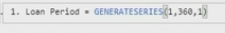 1. Loan Period = GENERATESERIES(1,360,1)